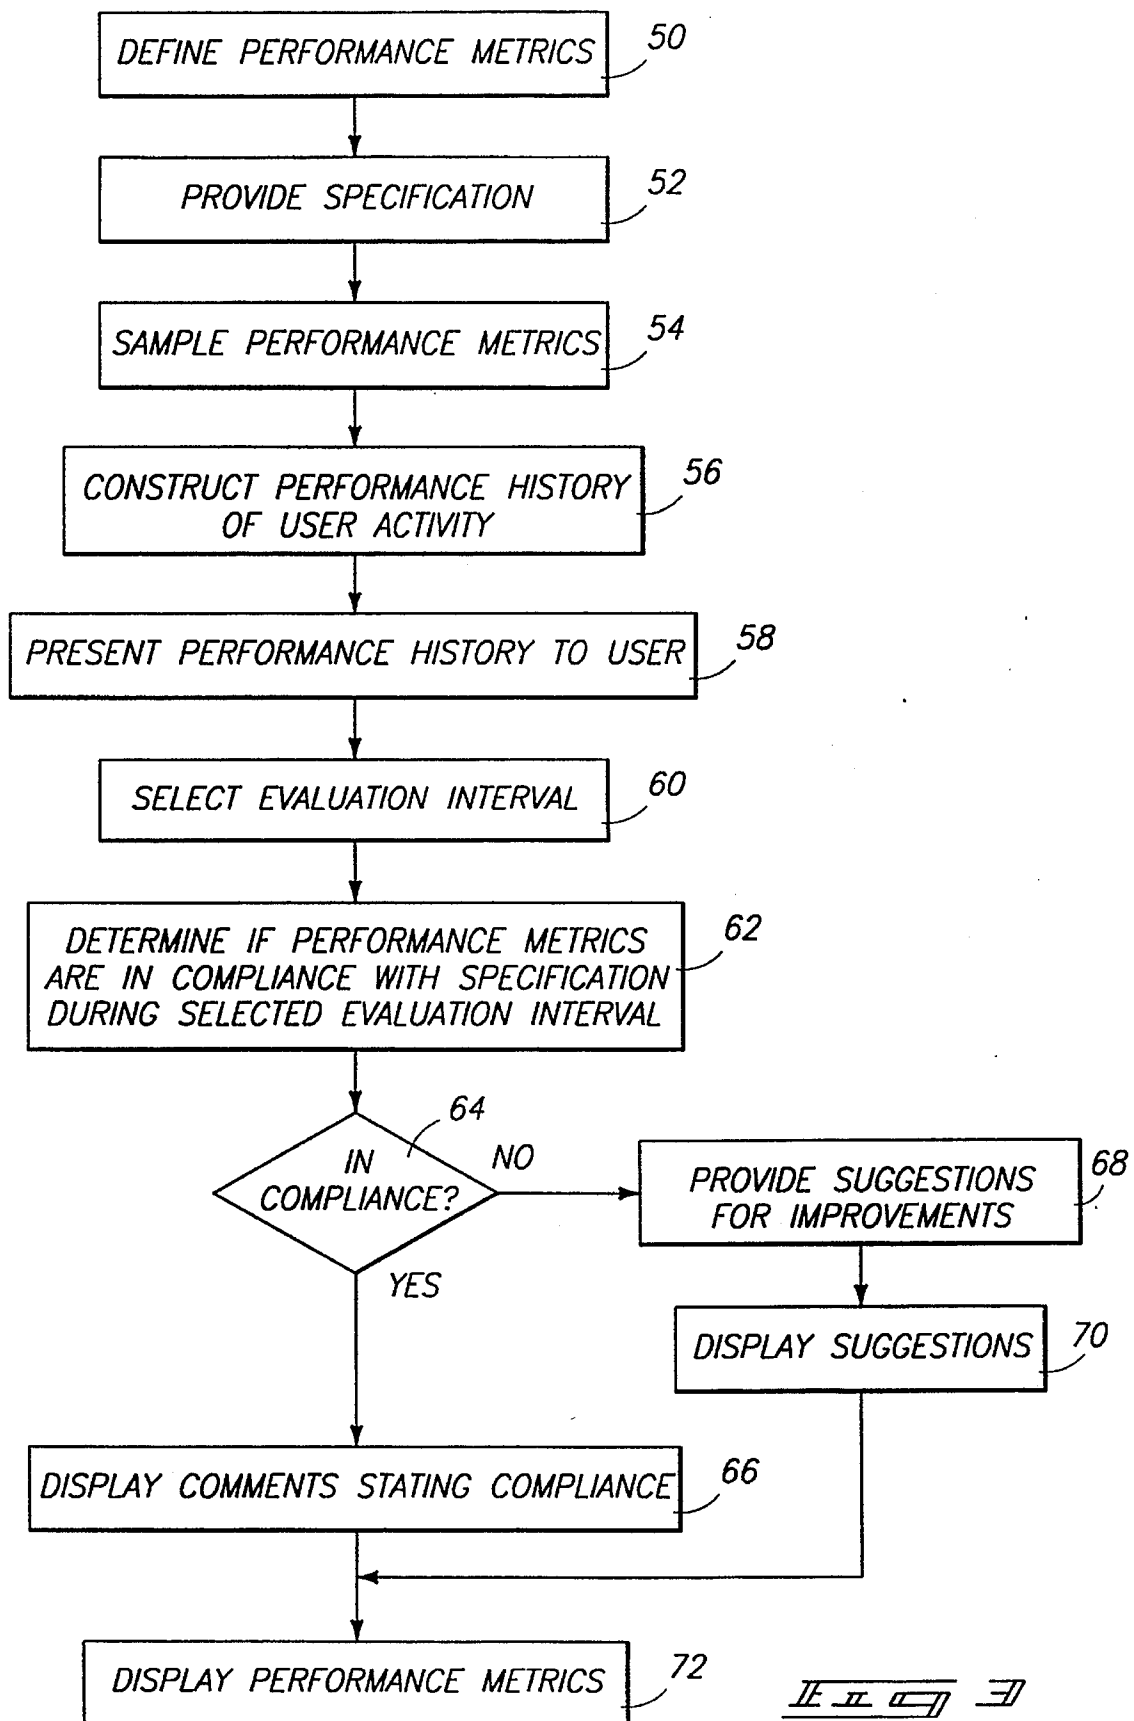 DEFINE PERFORMANCE METRICS
50
PROVIDE SPECIFICATION
52
SAMPLE PERFORMANCE METRICS
54
CONSTRUCT PERFORMANCE HISTORY
OF USER ACTIVITY
56
PRESENT PERFORMANCE HISTORY TO USER
58
SELECT EVALUATION INTERVAL
60
DETERMINE IF PERFORMANCE METRICS
ARE IN COMPLIANCE WITH SPECIFICATION
DURING SELECTED EVALUATION INTERVAL
62
IN
COMPLIANCE?
64
NO
YES
PROVIDE SUGGESTIONS
FOR IMPROVEMENTS
68
DISPLAY SUGGESTIONS
70
DISPLAY COMMENTS STATING COMPLIANCE
66
DISPLAY PERFORMANCE METRICS
72
FIG 3